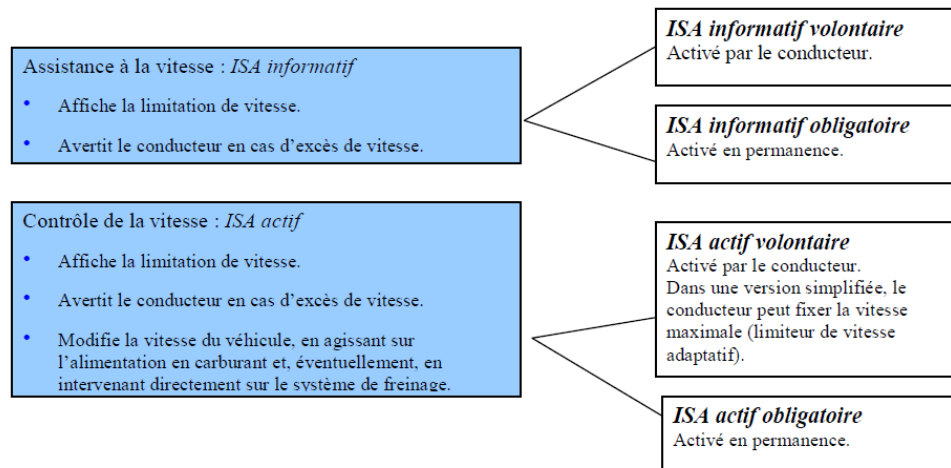 Assistance à la vitesse : ISA informatif
• Affiche la limitation de vitesse.
• Avertit le conducteur en cas d'excès de vitesse.
ISA informatif volontaire
Activé par le conducteur.
ISA informatif obligatoire
Activé en permanence.
Contrôle de la vitesse : ISA actif
• Affiche la limitation de vitesse.
• Avertit le conducteur en cas d'excès de vitesse.
• Modifie la vitesse du véhicule, en agissant sur
l'alimentation en carburant et, éventuellement, en
intervenant directement sur le système de freinage.
ISA actif volontaire
Activé par le conducteur.
Dans une version simplifiée, le
conducteur peut fixer la vitesse
maximale (limiteur de vitesse
adaptatif).
ISA actif obligatoire
Activé en permanence.